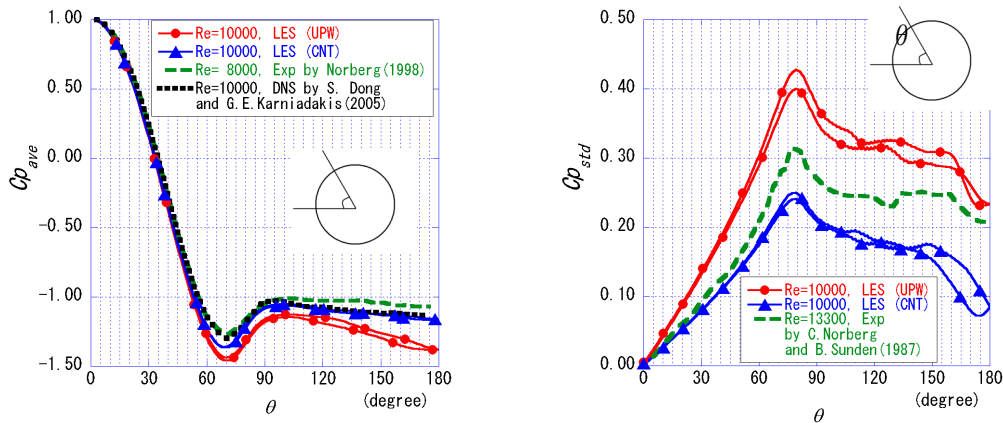 1.00
0.50
0.00
-0.50
-1.00
-1.50
Cp ave
Re=10000, LES (UPW)
Re=10000, LES (CNT)
Re= 8000, Exp by Norberg(1998)
Re=10000, DNS by S. Dong
and G.E.Karniadakis(2005)
0 30 60 90 120 150 180
θ (degree)
0.50
0.40
0.30
0.20
0.10
0.00
Cp std
θ
Re=10000, LES (UPW)
Re=10000, LES (CNT)
Re=13300, Exp
by C.Norberg
and B.Sunden(1987)
0 30 60 90 120 150 180
θ (degree)